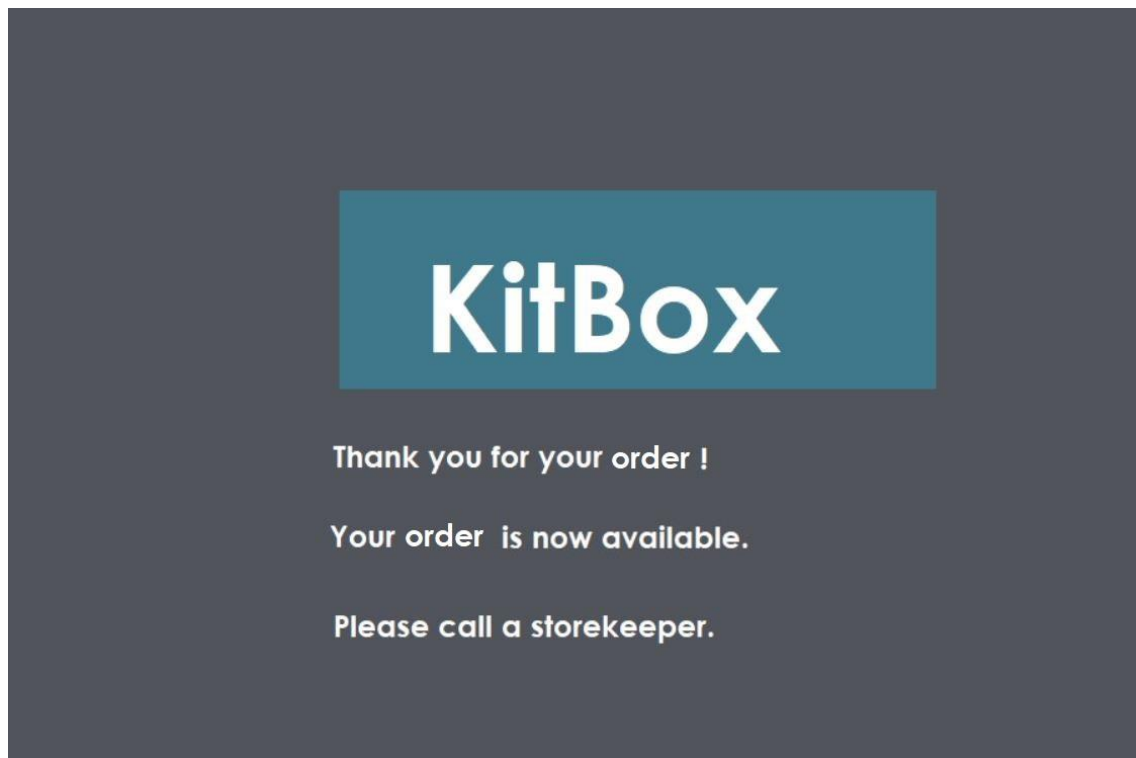 KitBox
Thank you for your order !
Your order is now available.
Please call a storekeeper.